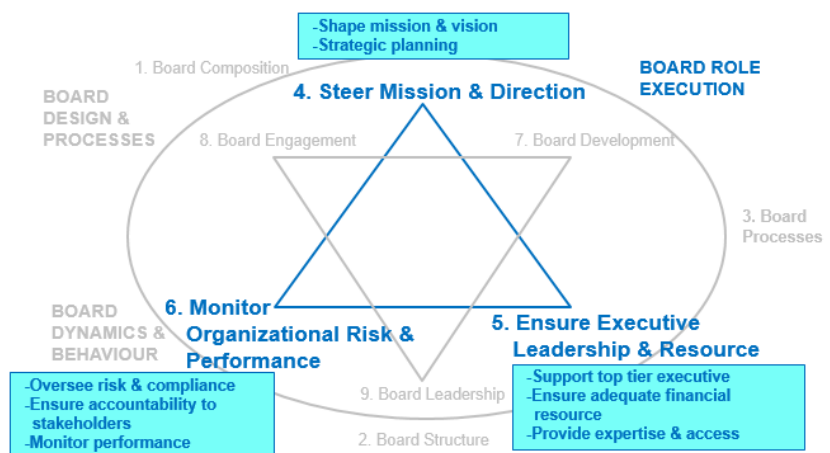 -Shape mission & vision
-Strategic planning
1. Board Composition
BOARD ROLE
EXECUTION
4. Steer Mission & Direction
BOARD
DESIGN &
PROCESSES
8. Board Engagement
7. Board Development
3. Board
Processes
6. Monitor
Organizational Risk &
Performance
BOARD
DYNAMICS &
BEHAVIOUR
5. Ensure Executive
Leadership & Resource
-Oversee risk & compliance
-Ensure accountability to
stakeholders
-Monitor performance
9. Board Leadership
2. Board Structure
-Support top tier executive
-Ensure adequate financial
resource
-Provide expertise & access